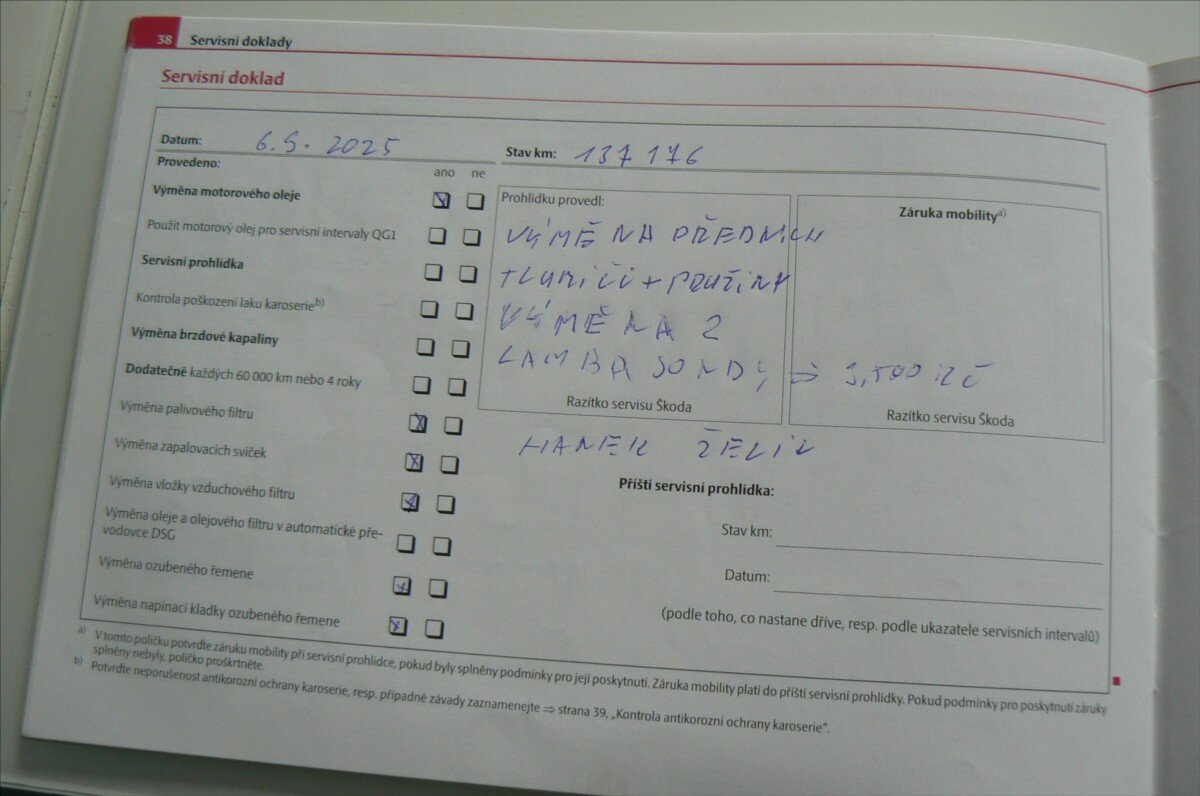 38 Servisní doklady
Servisní doklad
Datum: 6.5. 2025
Stav km: 137 176
Provedeno:
ano ne
Výměna motorového oleje
Použit motorový olej pro servisní intervaly QG1
Servisní prohlídka
Kontrola poškození laku karoserie b)
Výměna brzdové kapaliny
Dodatečně každých 60 000 km nebo 4 roky
Výměna palivového filtru
Výměna zapalovacích svíček
Výměna vložky vzduchového filtru
Výměna oleje a olejového filtru v automatické pře-
vodovce DSG
Výměna ozubeného řemene
Výměna napínací kladky ozubeného řemene
Prohlídku provedl:
VÝMĚNA PŘEDNÍCH
TLUMIČŮ + PRUŽINY
VÝMĚNA 2
LAMBA SONDY => 3,500 Kč
Razítko servisu Škoda
Záruka mobility a)
Razítko servisu Škoda
Příští servisní prohlídka:
Stav km:
Datum:
(podle toho, co nastane dříve, resp. podle ukazatele servisních intervalů)
a) V tomto políčku potvrďte záruku mobility při servisní prohlídce, pokud byly splněny podmínky pro její poskytnutí. Záruka mobility platí do příští servisní prohlídky. Pokud podmínky pro poskytnutí záruky
splněny nebyly, políčko proškrtněte.
b) Potvrďte neporušenost antikorozní ochrany karoserie, resp. případné závady zaznamenejte ⇒ strana 39, „Kontrola antikorozní ochrany karoserie“.